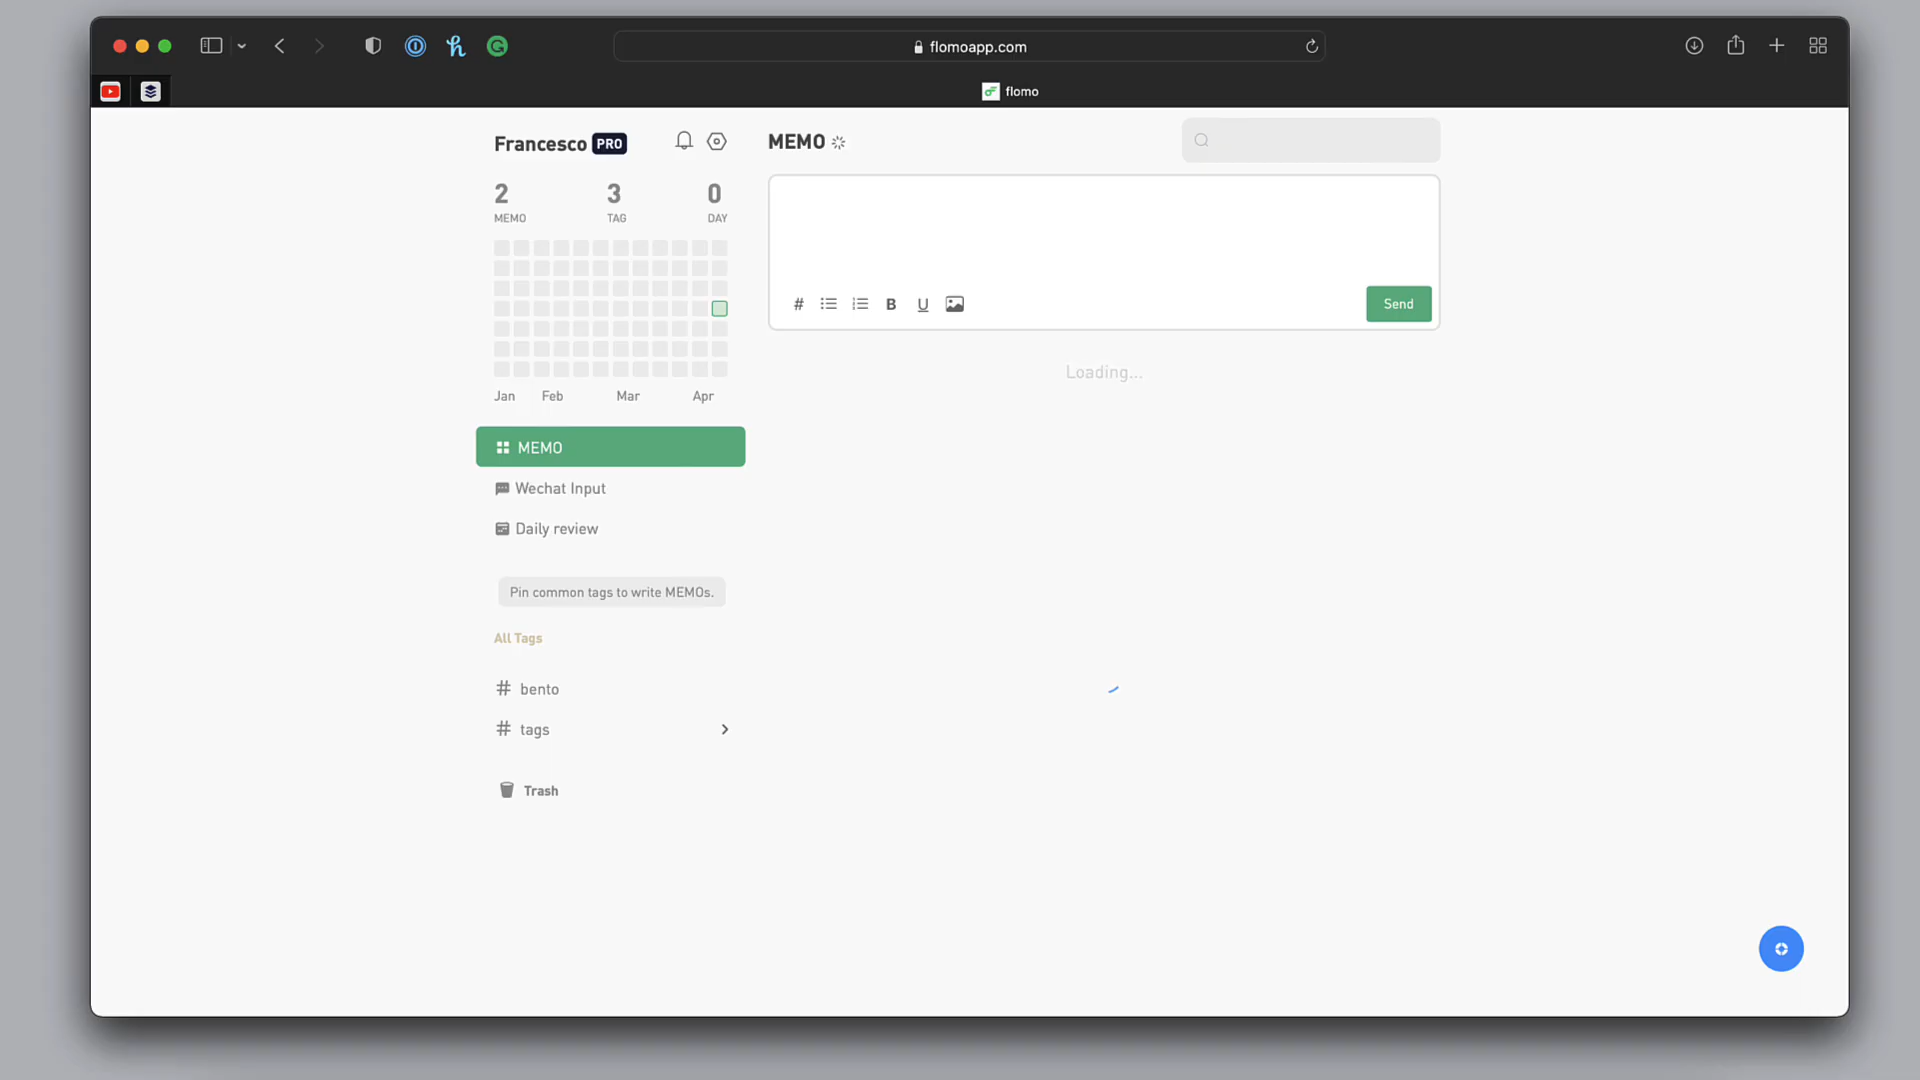 flomoapp.com
flomo
Francesco PRO
MEMO
2
3
0
MEMO
TAG
DAY
# B U
Send
Loading...
Jan
Feb
Mar
Apr
MEMO
Wechat Input
Daily review
Pin common tags to write MEMOs.
All Tags
# bento
# tags
Trash